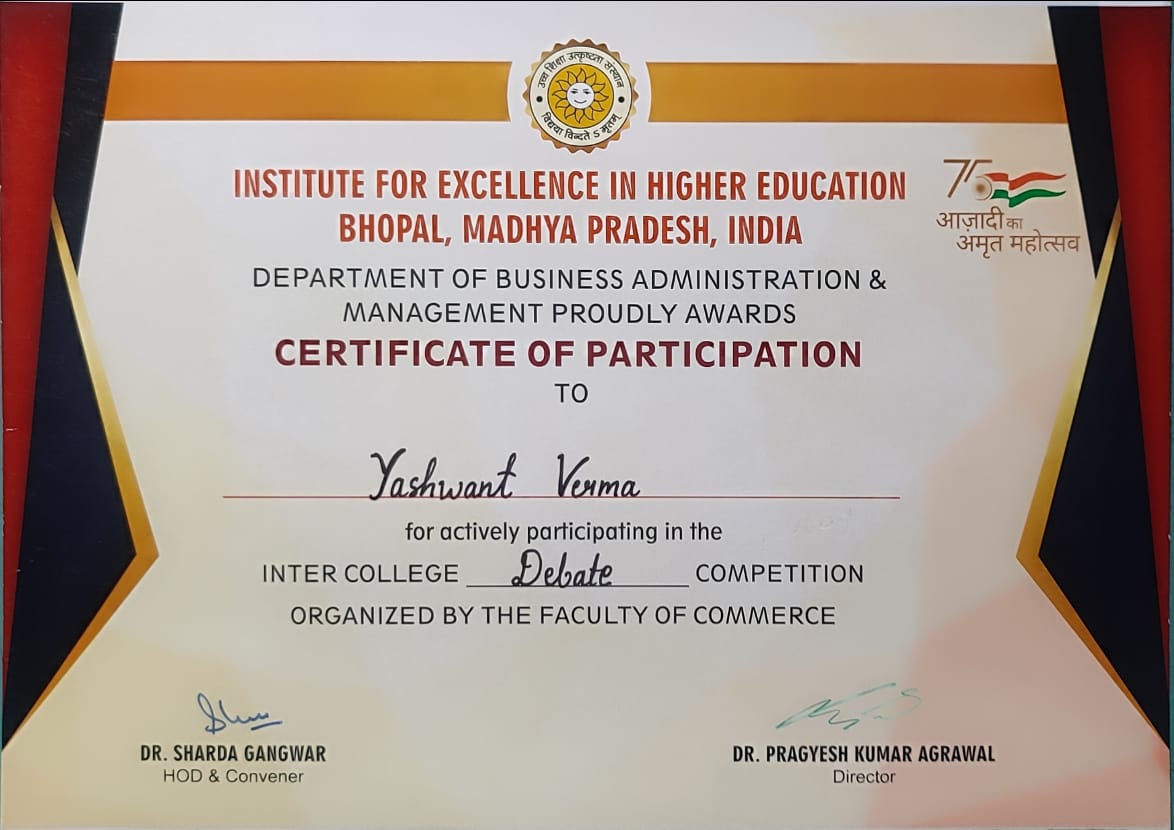 उच्च शिक्षा उत्कृष्टता संस्थान
विद्यया विन्दते S मृतम्
INSTITUTE FOR EXCELLENCE IN HIGHER EDUCATION
BHOPAL, MADHYA PRADESH, INDIA
75
आज़ादी का
अमृत महोत्सव
DEPARTMENT OF BUSINESS ADMINISTRATION &
MANAGEMENT PROUDLY AWARDS
CERTIFICATE OF PARTICIPATION
TO
Yashwant Verma
for actively participating in the
INTER COLLEGE Debate COMPETITION
ORGANIZED BY THE FACULTY OF COMMERCE
DR. SHARDA GANGWAR
HOD & Convener
DR. PRAGYESH KUMAR AGRAWAL
Director